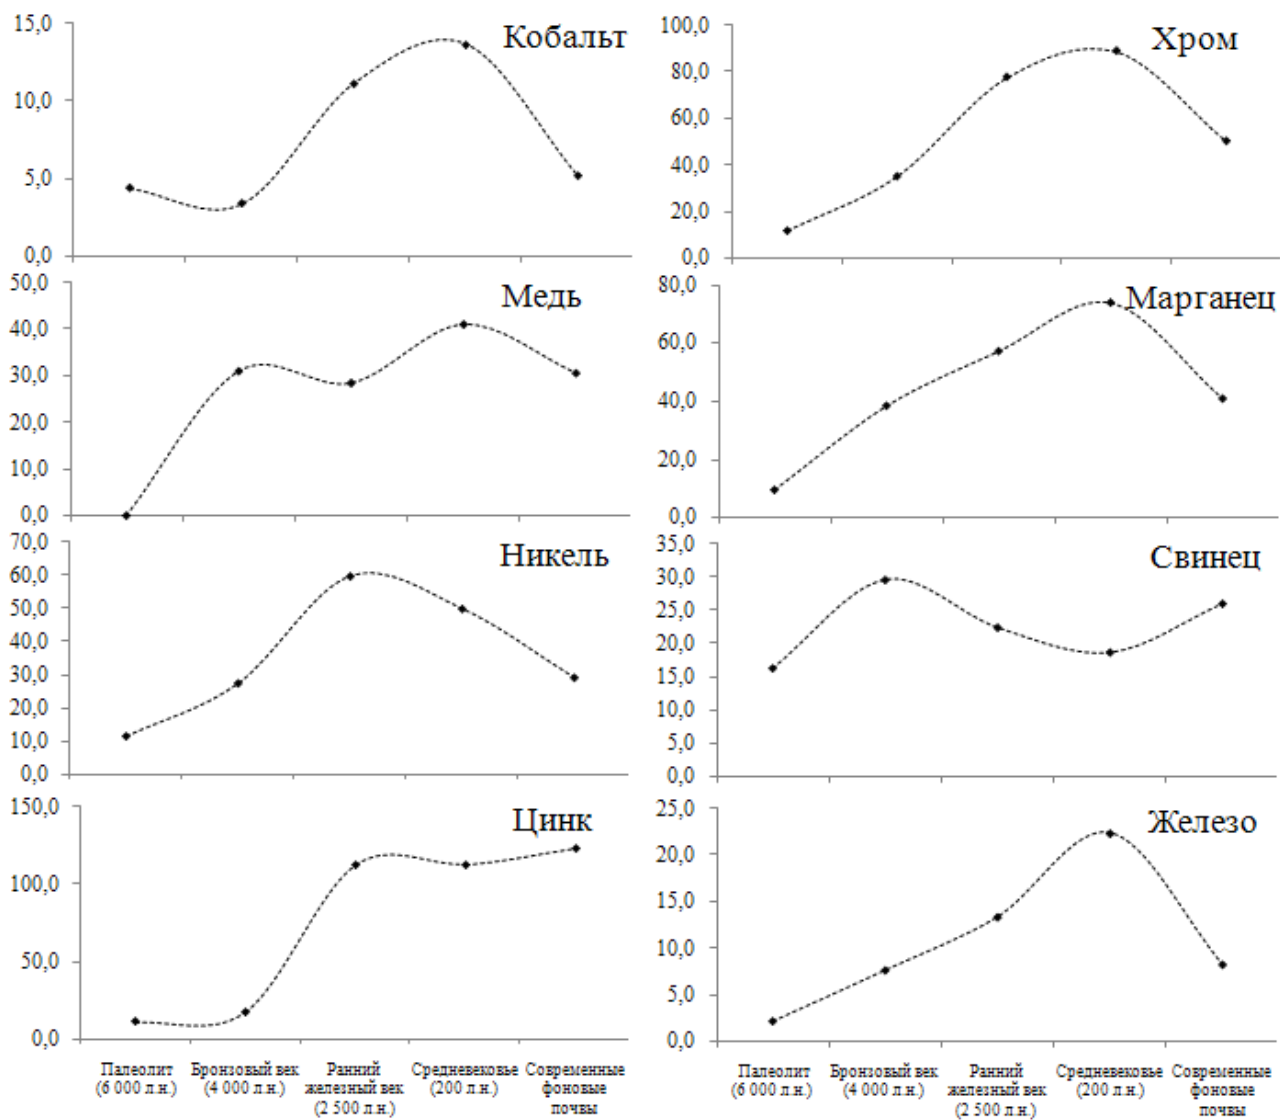 Кобальт
15,0
10,0
5,0
0,0
Хром
100,0
80,0
60,0
40,0
20,0
0,0
Медь
50,0
40,0
30,0
20,0
10,0
0,0
Марганец
80,0
60,0
40,0
20,0
0,0
Никель
70,0
60,0
50,0
40,0
30,0
20,0
10,0
0,0
Свинец
35,0
30,0
25,0
20,0
15,0
10,0
5,0
0,0
Цинк
150,0
100,0
50,0
0,0
Палеолит
(6 000 л.н.)
Бронзовый век
(4 000 л.н.)
Ранний
железный век
(2 500 л.н.)
Средневековье
(200 л.н.)
Современные
фоновые
почвы
Железо
25,0
20,0
15,0
10,0
5,0
0,0
Палеолит
(6 000 л.н.)
Бронзовый век
(4 000 л.н.)
Ранний
железный век
(2 500 л.н.)
Средневековье
(200 л.н.)
Современные
фоновые
почвы